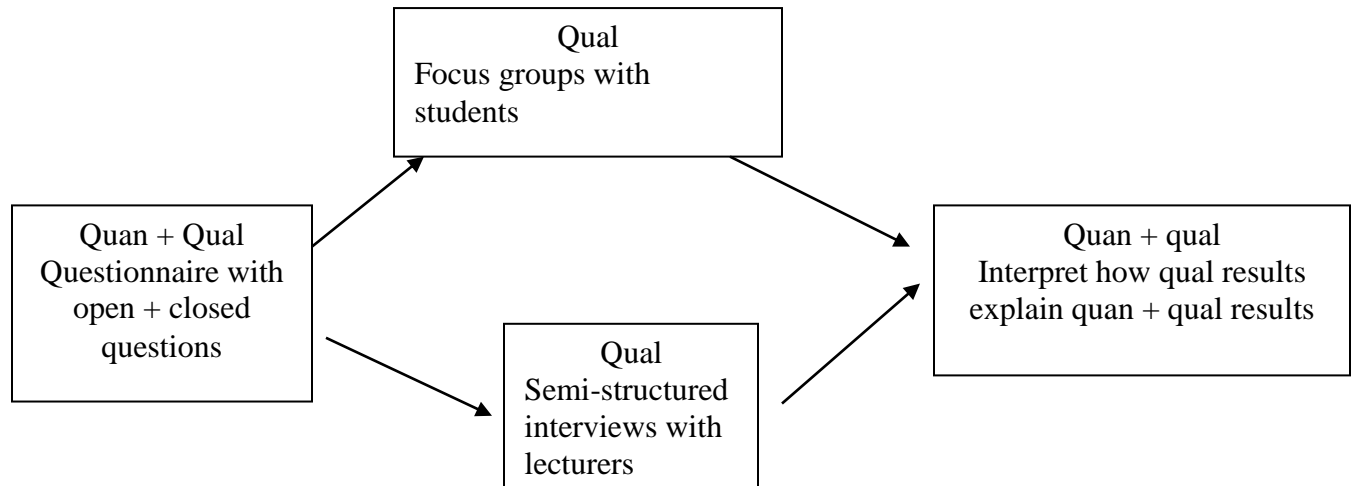 Qual
Focus groups with
students
Quan + Qual
Questionnaire with
open + closed
questions
Qual
Semi-structured
interviews with
lecturers
Quan + qual
Interpret how qual results
explain quan + qual results